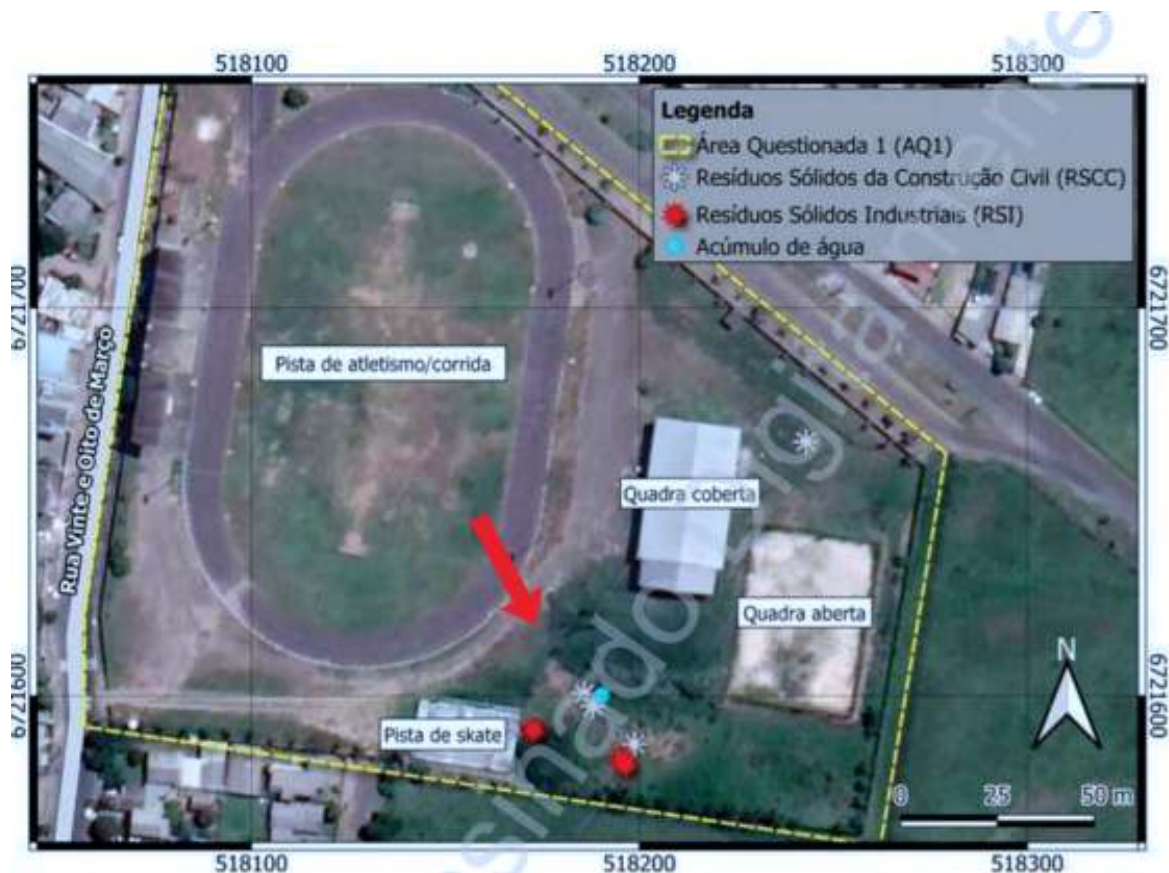 518100
518200
518300
Legenda
Área Questionada 1 (AQ1)
Resíduos Sólidos da Construção Civil (RSCC)
Resíduos Sólidos Industriais (RSI)
Acúmulo de água
6721700
6721700
Pista de atletismo/corrida
Rua Vinte e Oito de Março
Quadra coberta
Quadra aberta
N
6721600
6721600
Pista de skate
0 25 50 m
518100
518200
518300